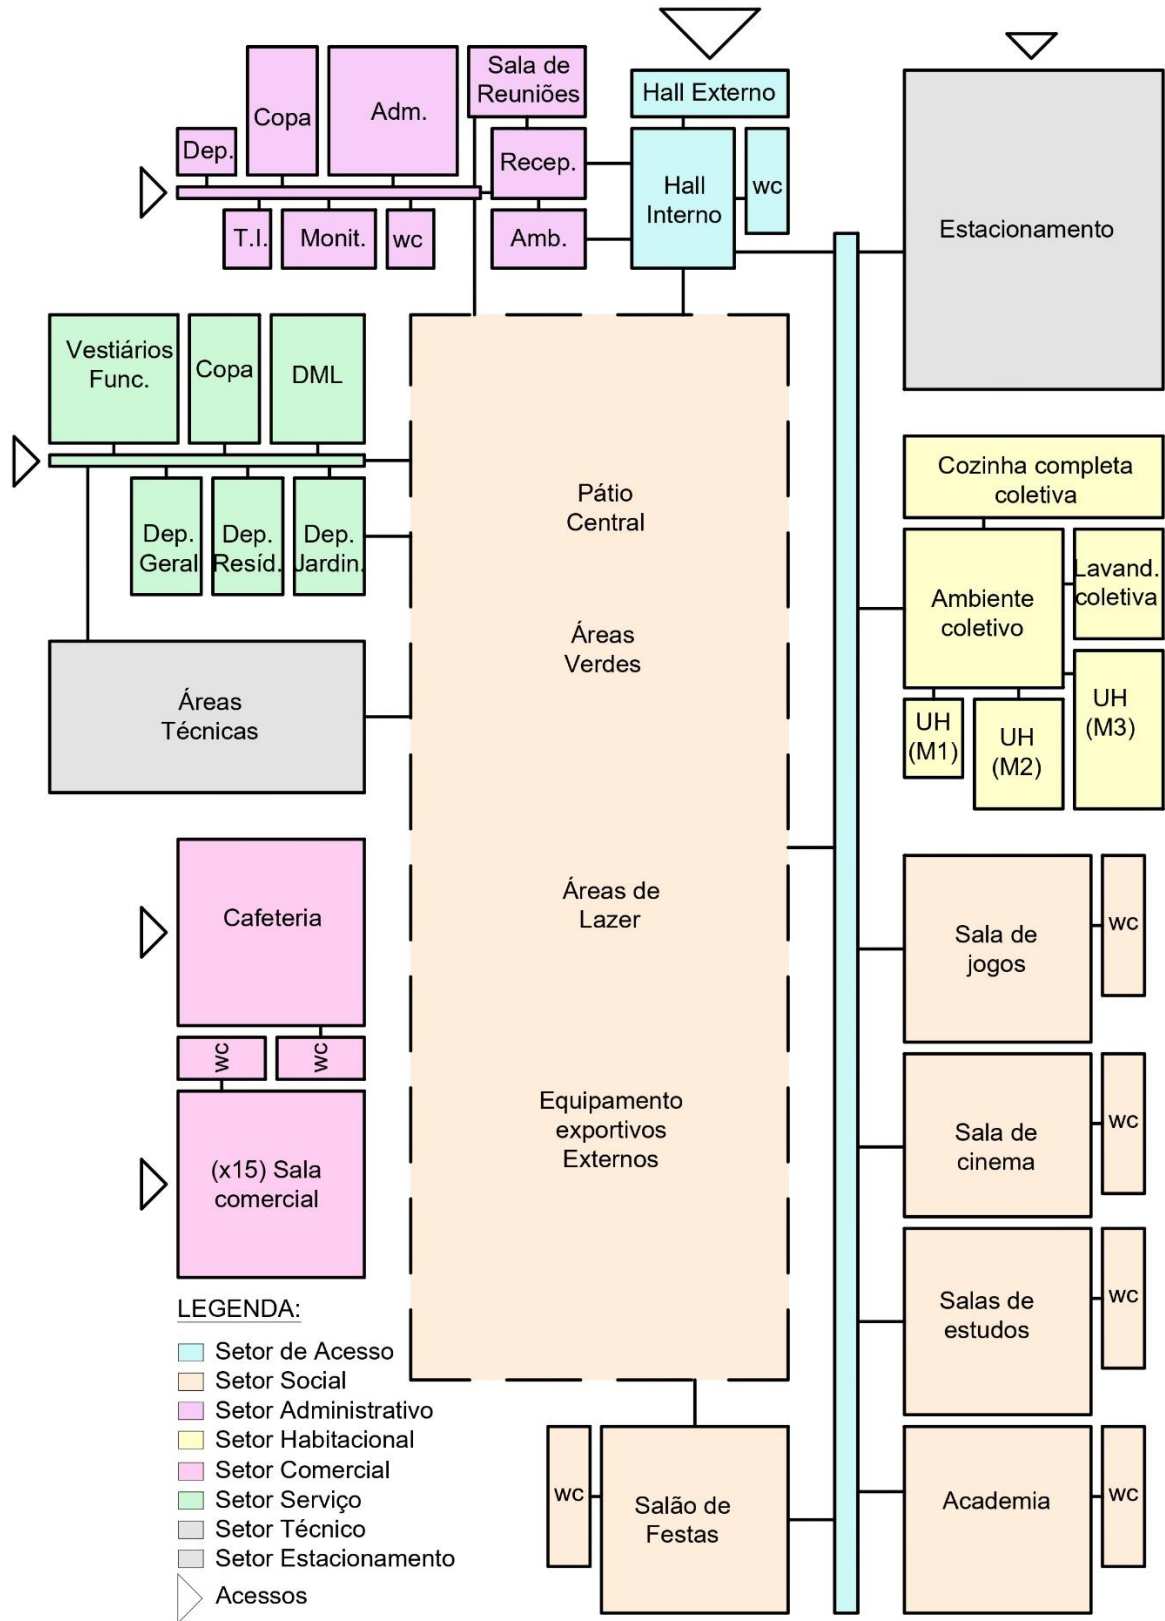 Sala de
Reuniões
Hall Externo
Copa
Adm.
Dep.
Recep.
Hall
Interno
wc
T.I.
Monit.
wc
Amb.
Estacionamento
Vestiários
Func.
Copa
DML
Dep.
Geral
Dep.
Resíd.
Dep.
Jardin.
Áreas
Técnicas
Cafeteria
wc
wc
(x15) Sala
comercial
Pátio
Central
Áreas
Verdes
Áreas de
Lazer
Equipamento
exportivos
Externos
Cozinha completa
coletiva
Ambiente
coletivo
Lavand.
coletiva
UH
(M1)
UH
(M2)
UH
(M3)
Sala de
jogos
wc
Sala de
cinema
wc
Salas de
estudos
wc
Academia
wc
wc
Salão de
Festas
LEGENDA:
Setor de Acesso
Setor Social
Setor Administrativo
Setor Habitacional
Setor Comercial
Setor Serviço
Setor Técnico
Setor Estacionamento
Acessos